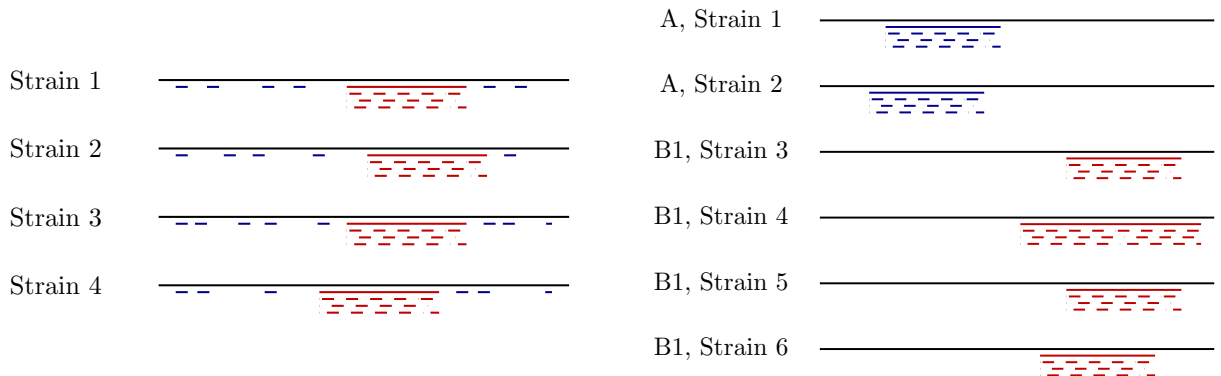 Strain 1
Strain 2
Strain 3
Strain 4
A, Strain 1
A, Strain 2
B1, Strain 3
B1, Strain 4
B1, Strain 5
B1, Strain 6